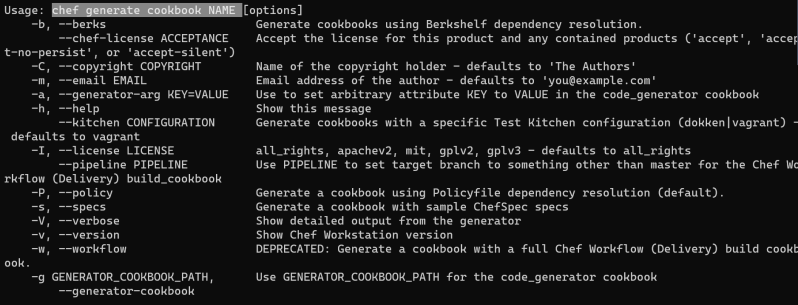 Usage: chef generate cookbook NAME [options]
    -b, --berks                      Generate cookbooks using Berkshelf dependency resolution.
        --chef-license ACCEPTANCE    Accept the license for this product and any contained products ('accept', 'accep
t-no-persist', or 'accept-silent')
    -C, --copyright COPYRIGHT        Name of the copyright holder - defaults to 'The Authors'
    -m, --email EMAIL                Email address of the author - defaults to 'you@example.com'
    -a, --generator-arg KEY=VALUE    Use to set arbitrary attribute KEY to VALUE in the code_generator cookbook
    -h, --help                       Show this message
        --kitchen CONFIGURATION      Generate cookbooks with a specific Test Kitchen configuration (dokken|vagrant) -
 defaults to vagrant
    -I, --license LICENSE            all_rights, apachev2, mit, gplv2, gplv3 - defaults to all_rights
        --pipeline PIPELINE          Use PIPELINE to set target branch to something other than master for the Chef Wo
rkflow (Delivery) build_cookbook
    -P, --policy                     Generate a cookbook using Policyfile dependency resolution (default).
    -s, --specs                      Generate a cookbook with sample ChefSpec specs
    -V, --verbose                    Show detailed output from the generator
    -v, --version                    Show Chef Workstation version
    -w, --workflow                   DEPRECATED: Generate a cookbook with a full Chef Workflow (Delivery) build cookb
ook.
    -g GENERATOR_COOKBOOK_PATH,      Use GENERATOR_COOKBOOK_PATH for the code_generator cookbook
        --generator-cookbook